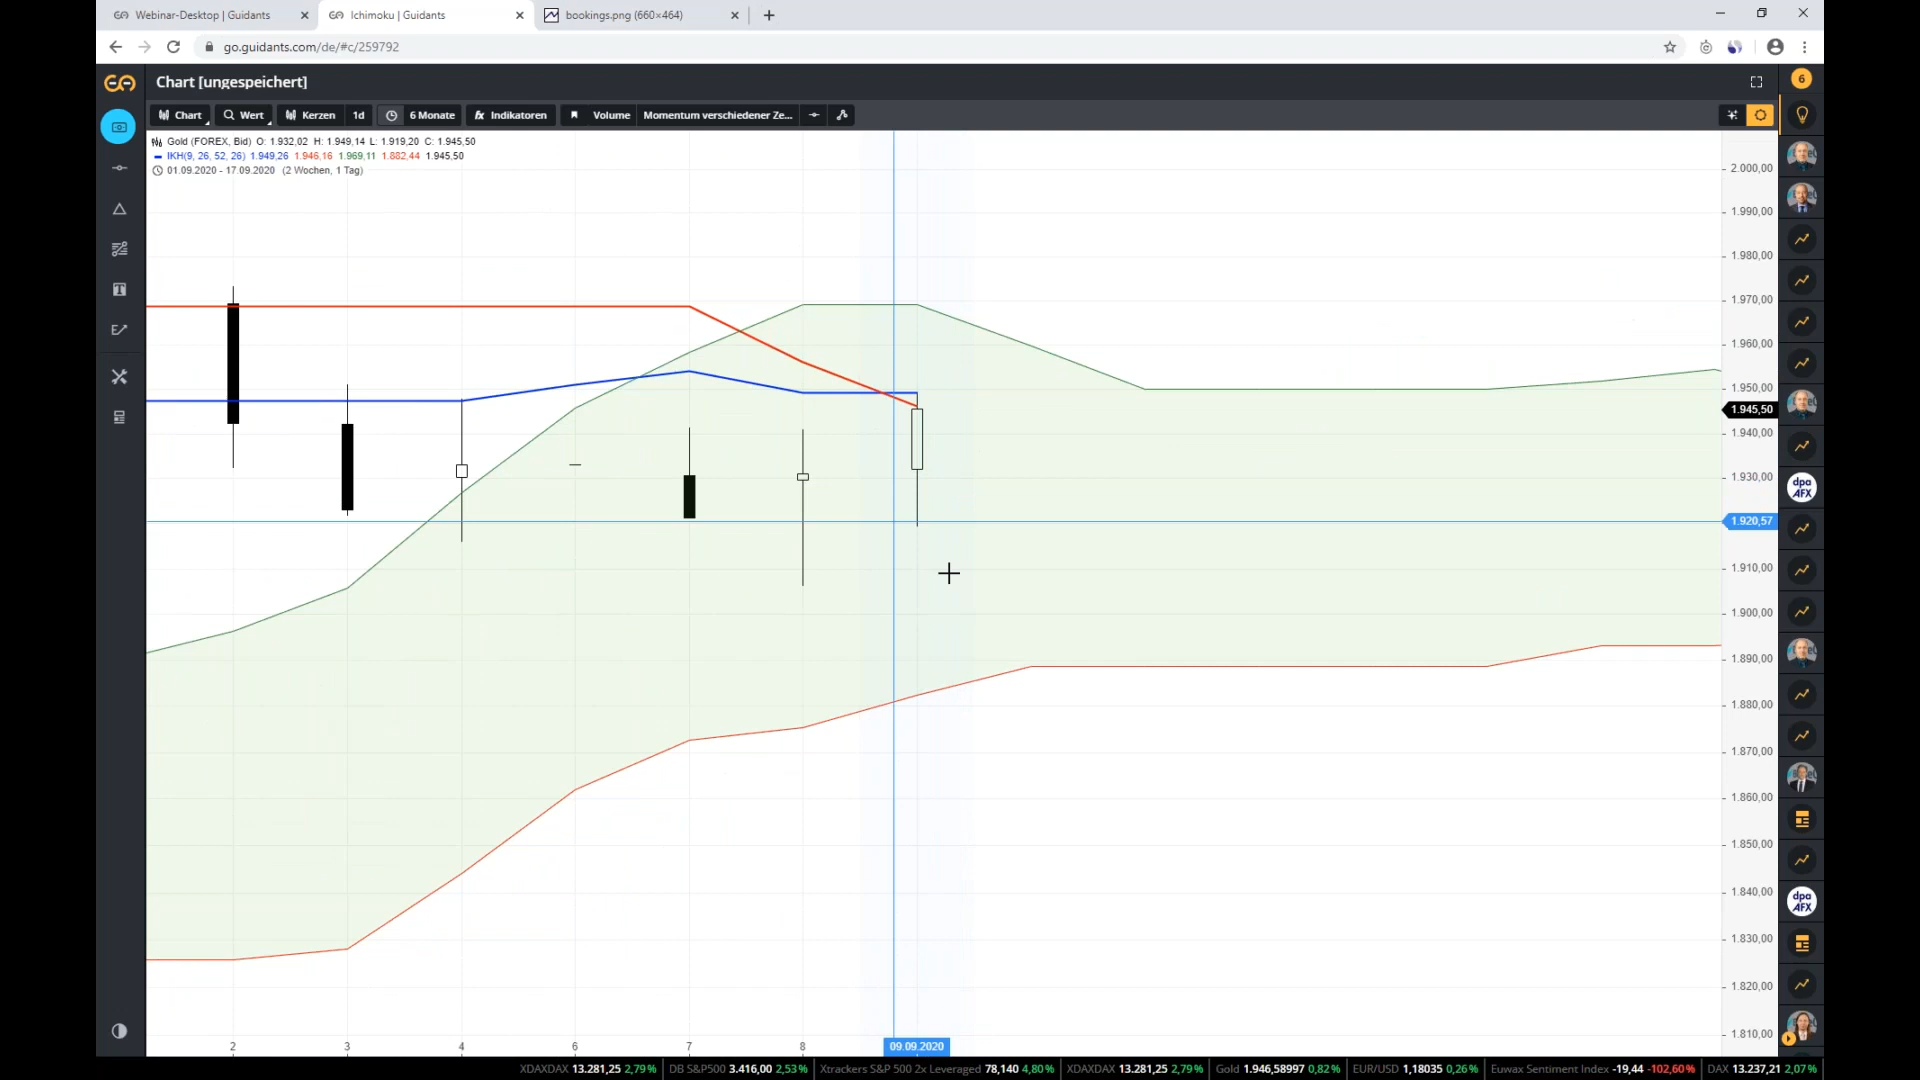 Webinar-Desktop | Guidants
Ichimoku | Guidants
bookings.png (660×464)
go.guidants.com/de/#c/259792
Chart [ungespeichert]
6
Chart
Wert
Kerzen
1d
6 Monate
fx Indikatoren
Volume
Momentum verschiedener Ze...
Gold (FOREX, Bid) O: 1.932,02 H: 1.949,14 L: 1.919,20 C: 1.945,50
IKH(9, 26, 52, 26) 1.949,26 1.946,16 1.969,11 1.882,44 1.945,50
01.09.2020 - 17.09.2020 (2 Wochen, 1 Tag)
2.000,00
1.990,00
1.980,00
1.970,00
1.960,00
1.950,00
1.945,50
1.940,00
1.930,00
1.920,57
1.910,00
1.900,00
1.890,00
1.880,00
1.870,00
1.860,00
1.850,00
1.840,00
1.830,00
1.820,00
1.810,00
dpa
AFX
dpa
AFX
2 3 4 6 7 8 09.09.2020
XDAXDAX 13.281,25 2,79 % DB S&P500 3.416,00 2,53 % Xtrackers S&P 500 2x Leveraged 78,140 4,80 % XDAXDAX 13.281,25 2,79 % Gold 1.946,58997 0,82 % EUR/USD 1,18035 0,26 % Euwax Sentiment Index -19,44 -102,60 % DAX 13.237,21 2,07 %